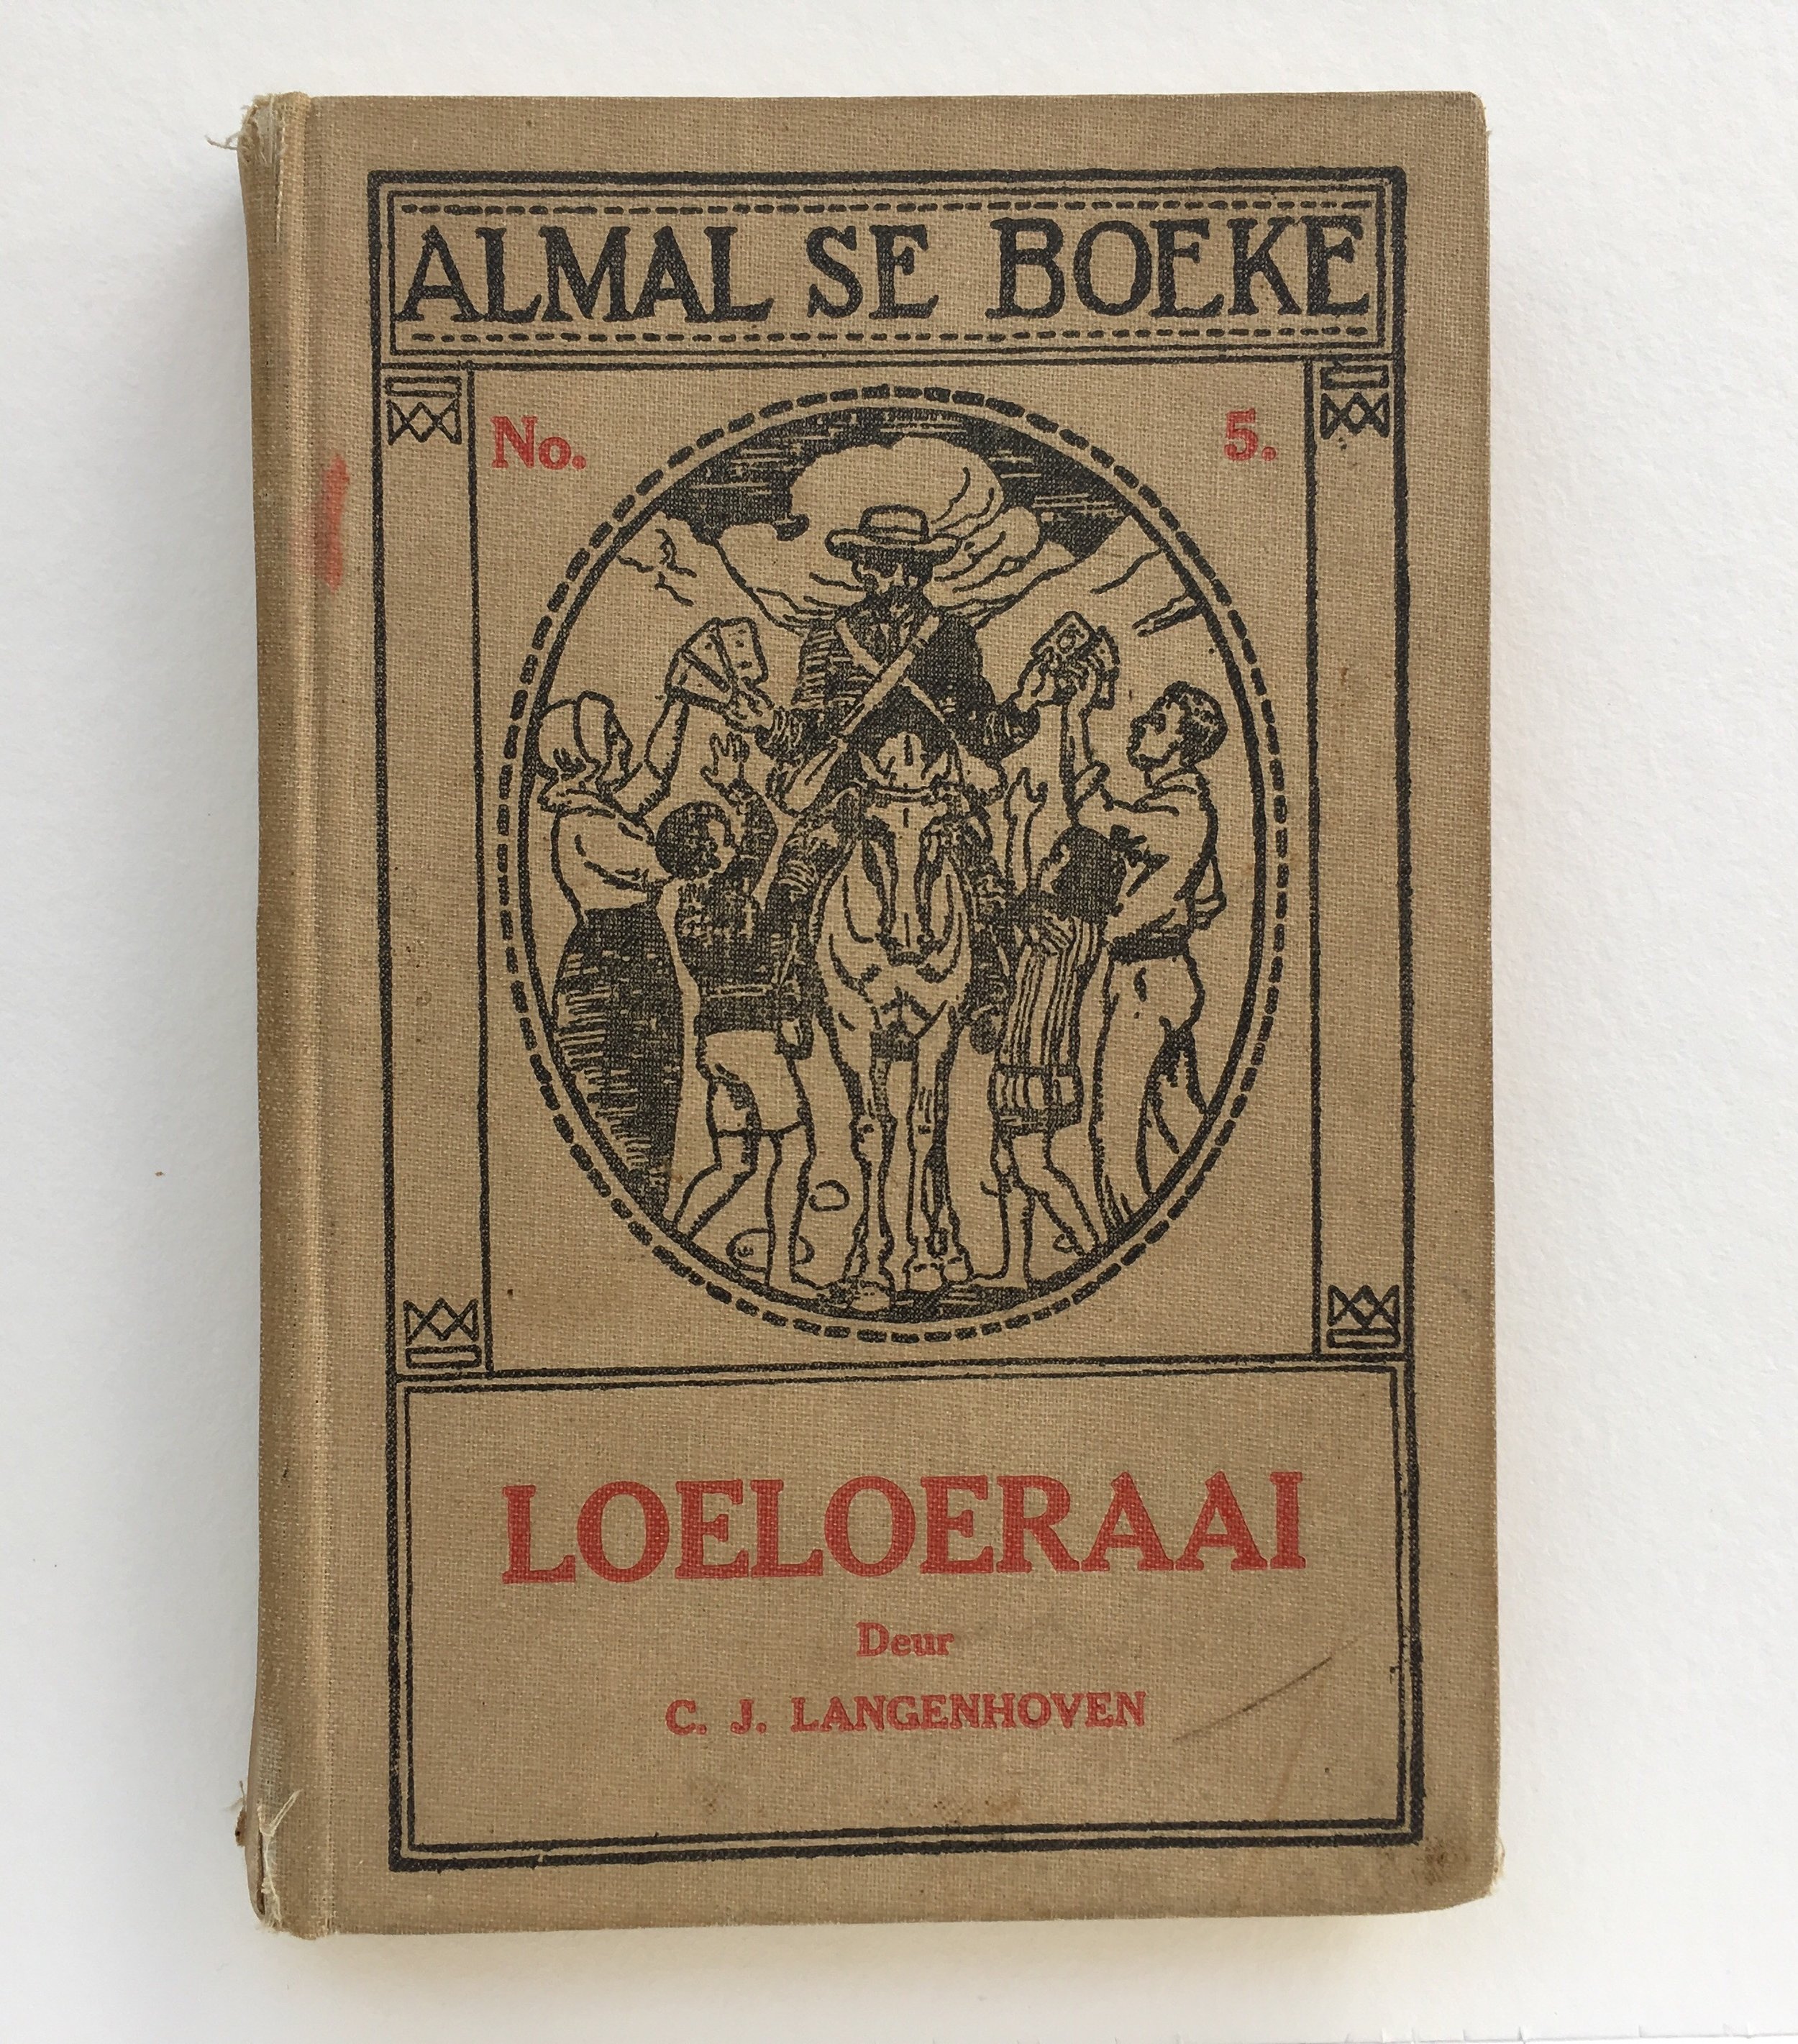 ALMAL SE BOEKE
No. 5.
LOELOERAAI
Deur
C. J. LANGENHOVEN